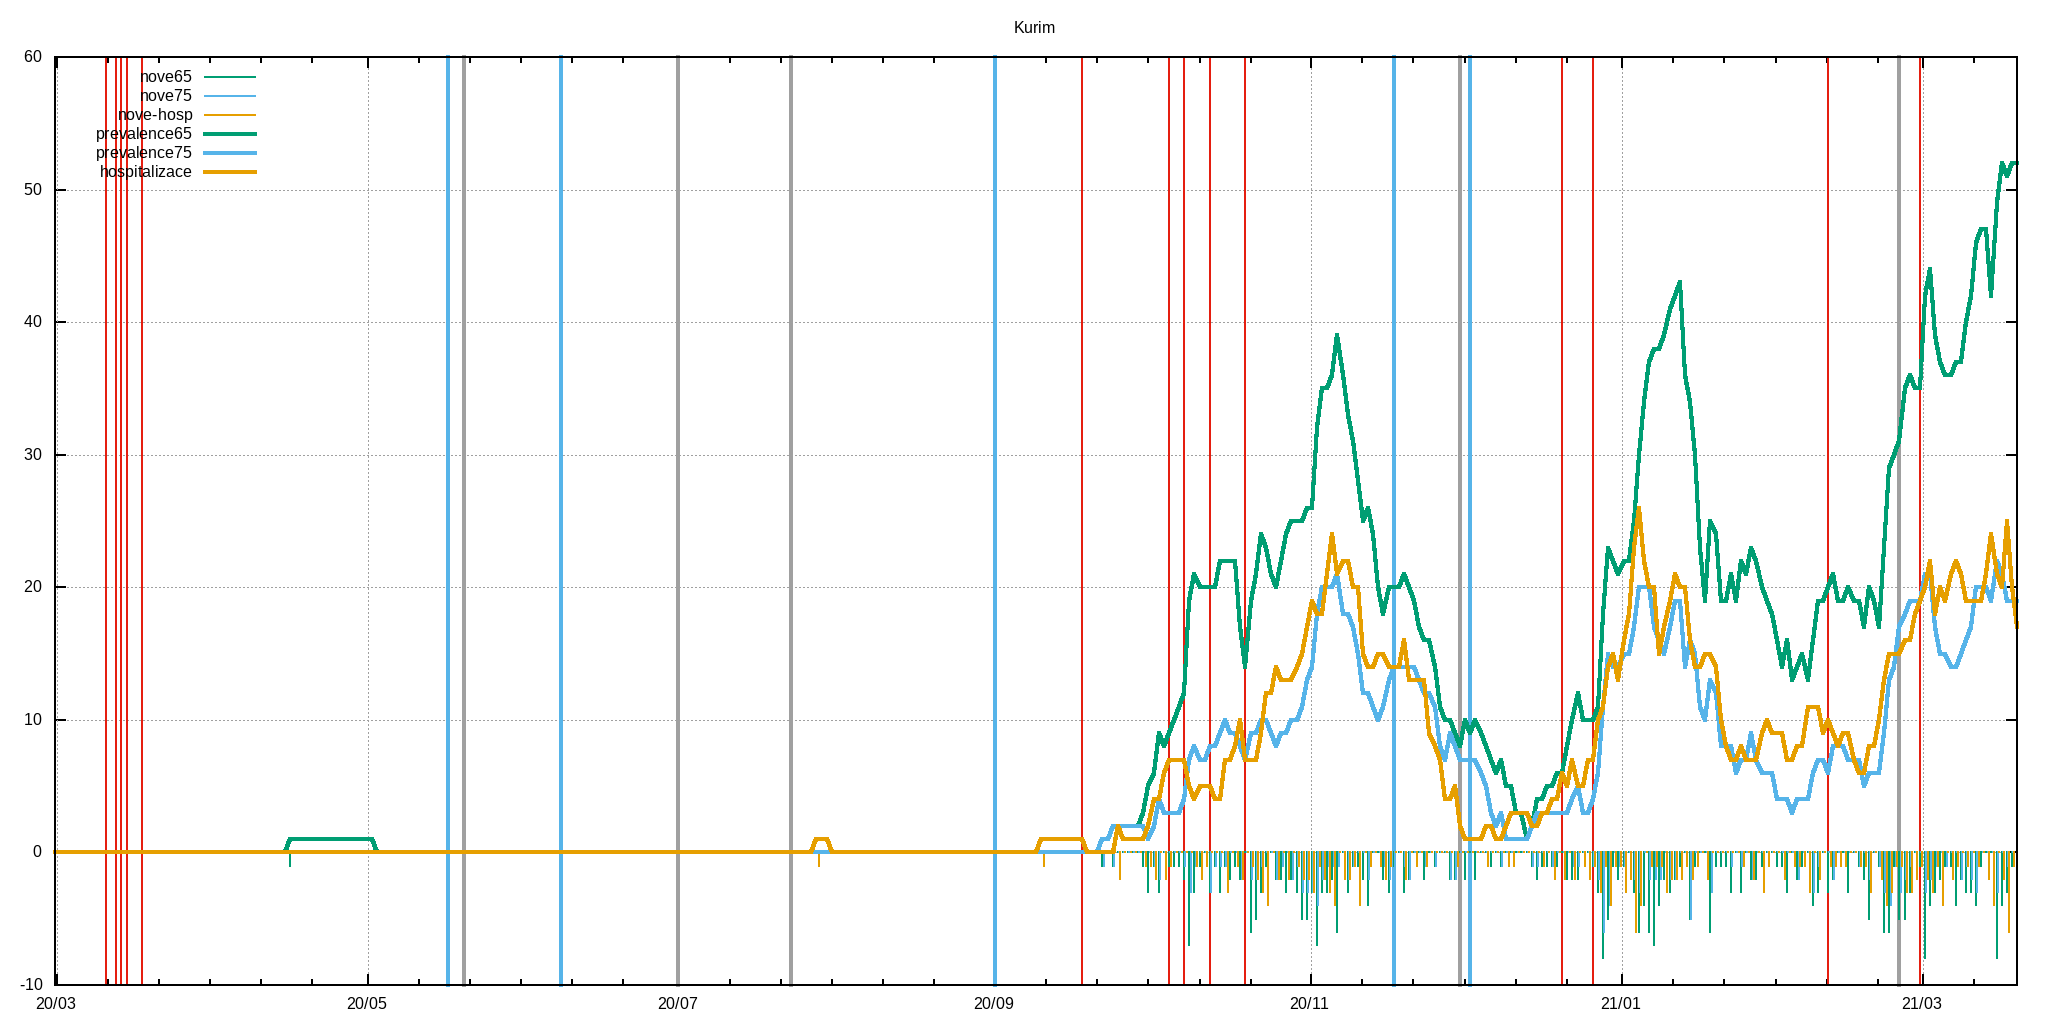 Kurim
60
50
40
30
20
10
0
-10
nove65
nove75
nove-hosp
prevalence65
prevalence75
hospitalizace
20/03 20/05 20/07 20/09 20/11 21/01 21/03